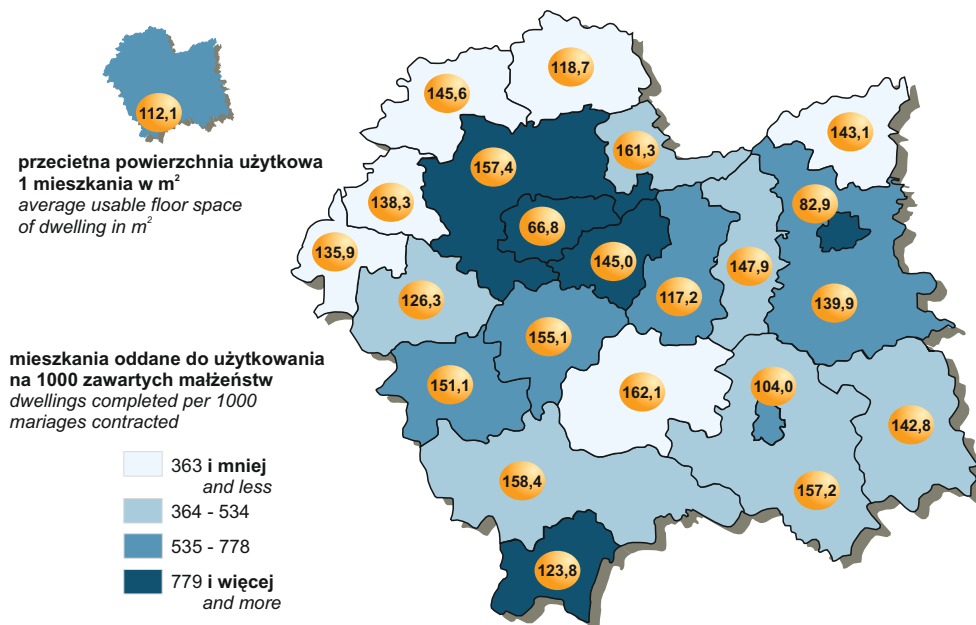 112,1
przecietna powierzchnia użytkowa
1 mieszkania w m²
average usable floor space
of dwelling in m²
mieszkania oddane do użytkowania
na 1000 zawartych małżeństw
dwellings completed per 1000
mariages contracted
363 i mniej
and less
364 - 534
535 - 778
779 i więcej
and more
118,7
145,6
143,1
161,3
157,4
138,3
82,9
66,8
135,9
145,0
147,9
126,3
117,2
139,9
155,1
151,1
162,1
104,0
142,8
158,4
157,2
123,8